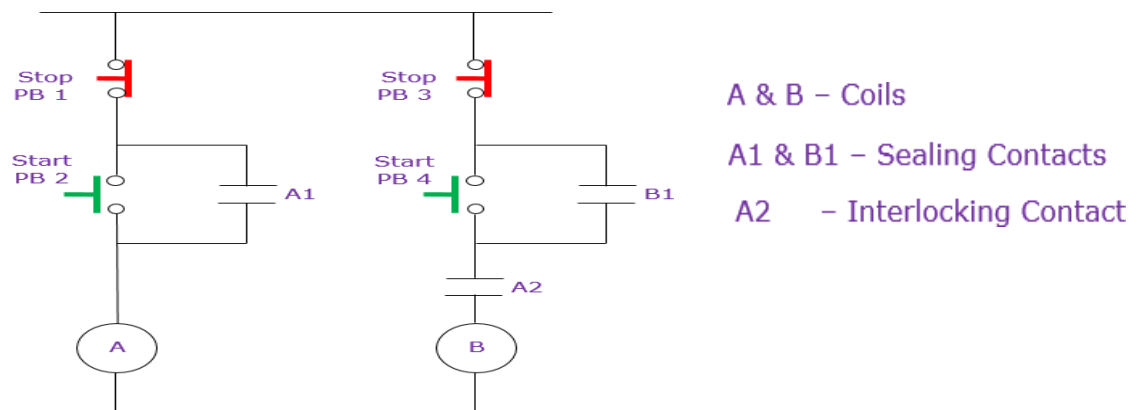 Stop
PB 1
Start
PB 2
A1
A
Stop
PB 3
Start
PB 4
B1
A2
B
A & B – Coils
A1 & B1 – Sealing Contacts
A2 – Interlocking Contact